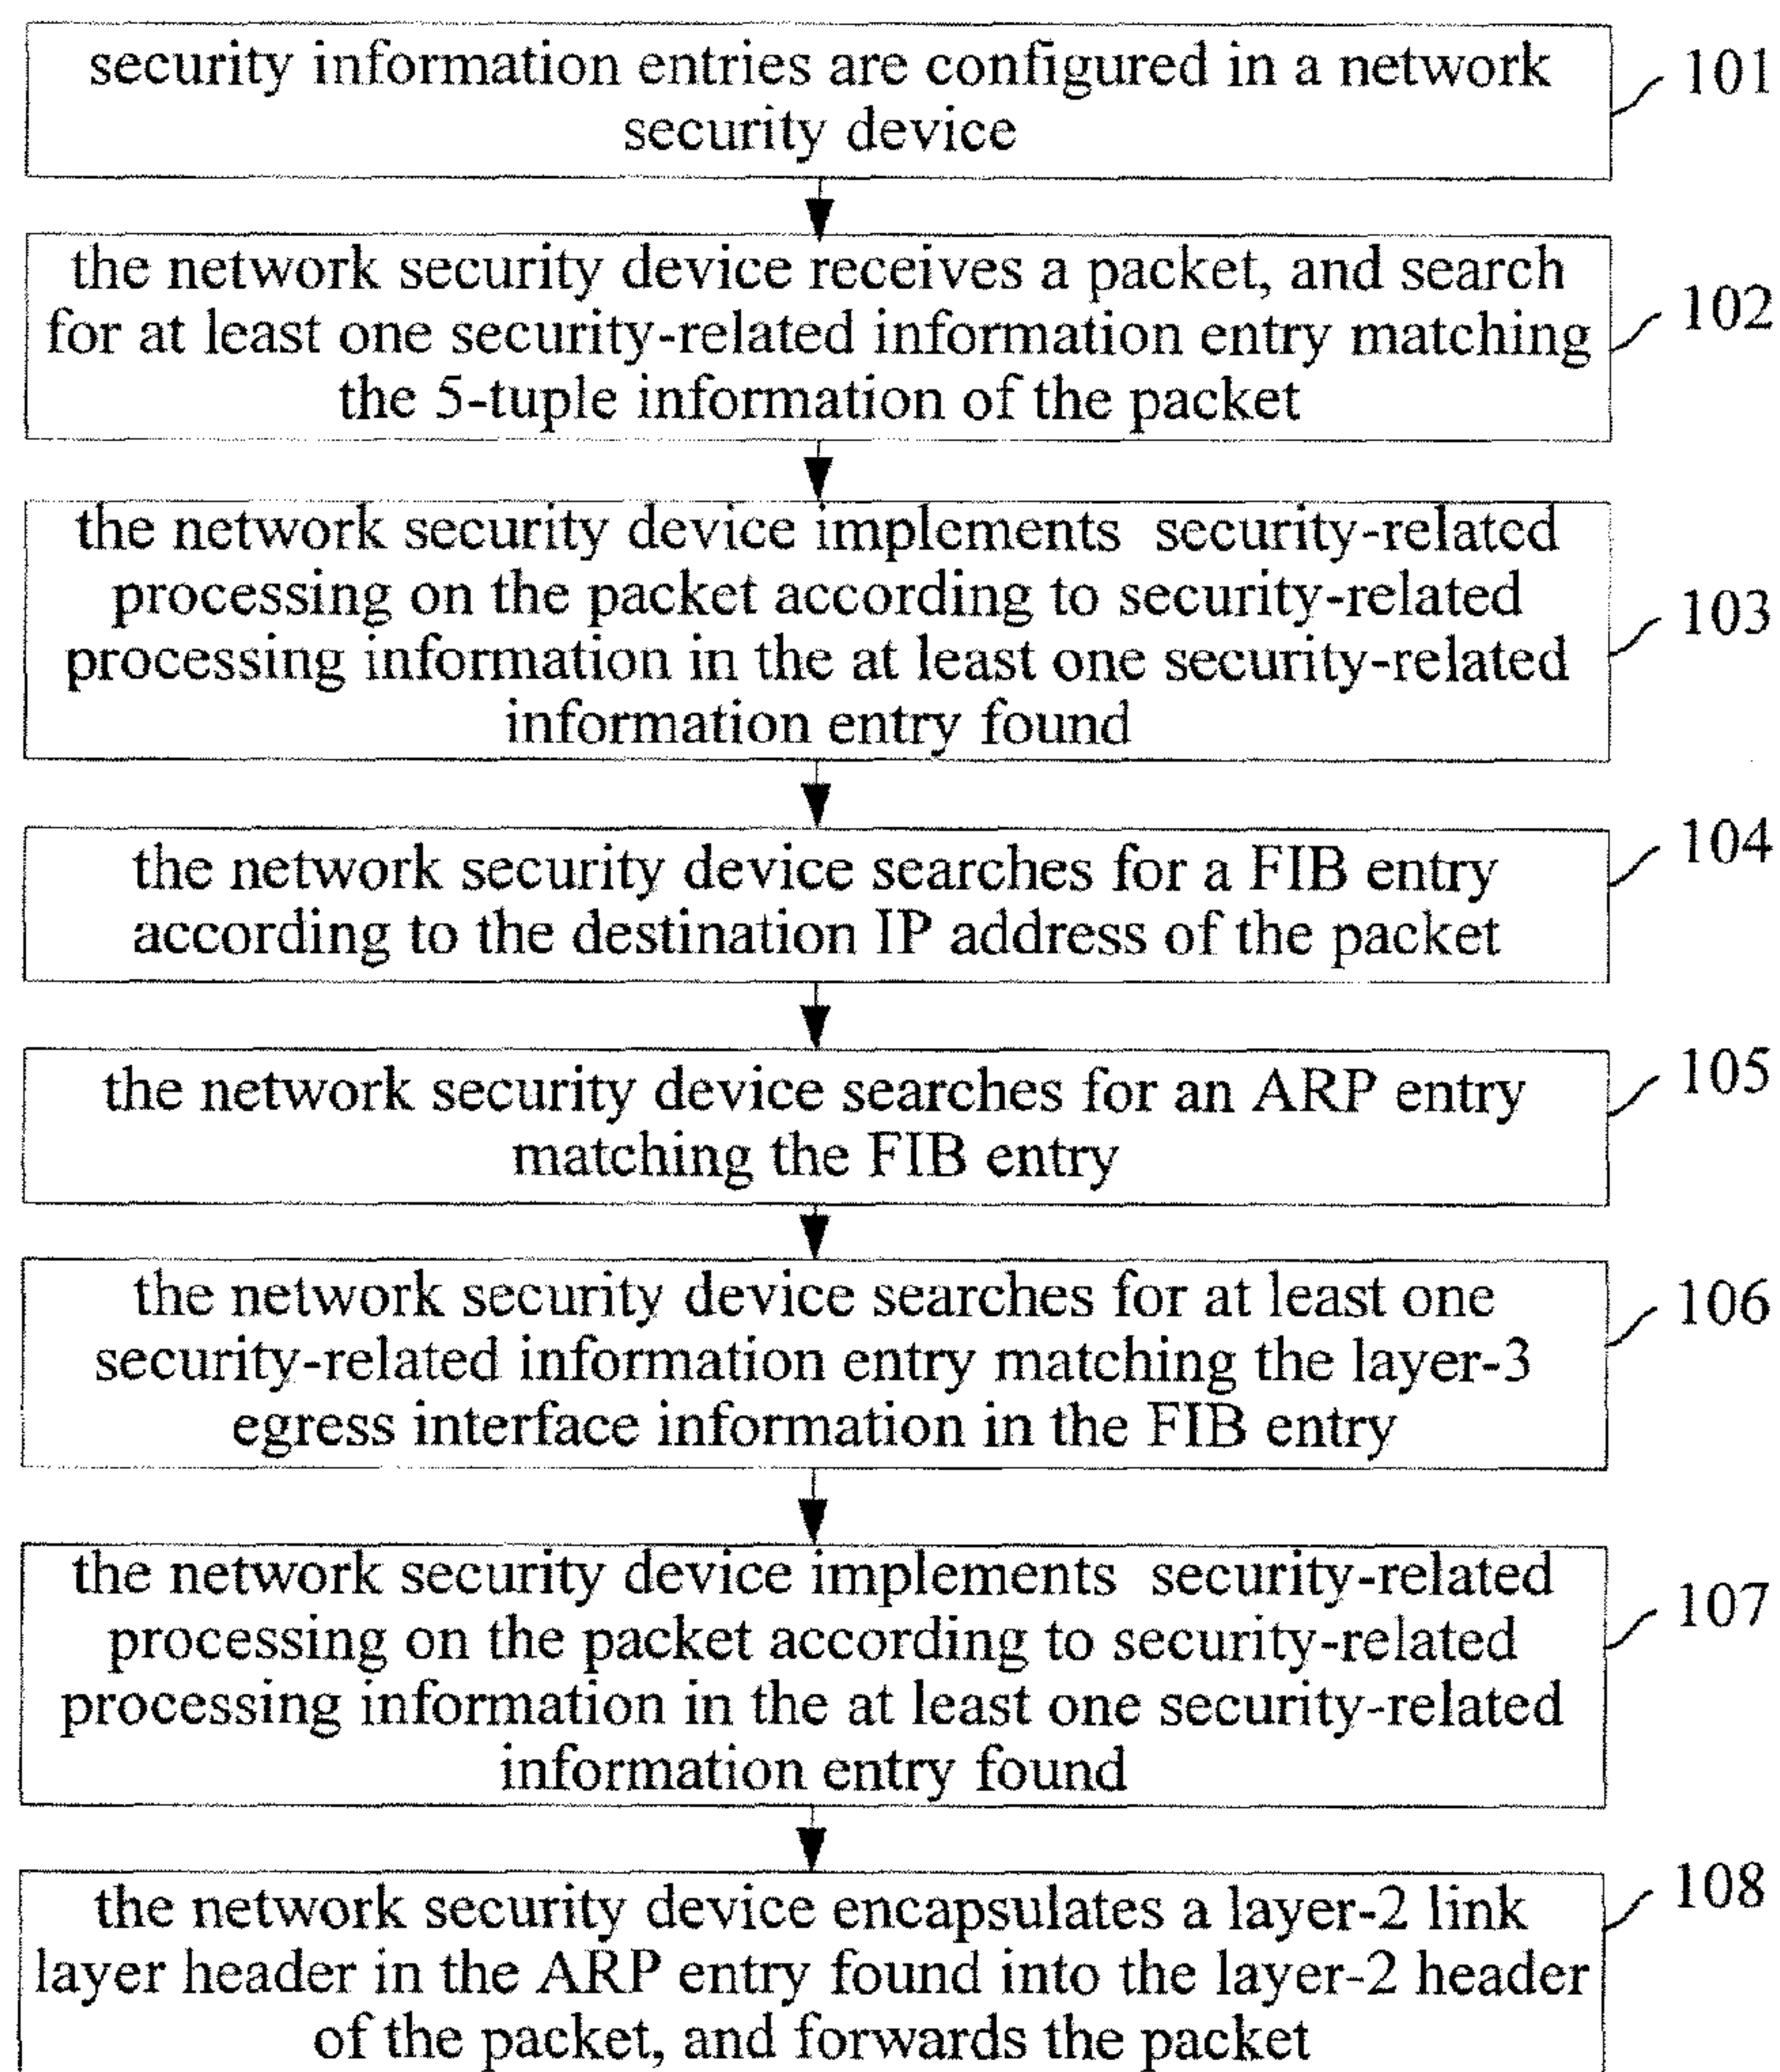 security information entries are configured in a network
security device
101
the network security device receives a packet, and search
for at least one security-related information entry matching
the 5-tuple information of the packet
102
the network security device implements security-related
processing on the packet according to security-related
processing information in the at least one security-related
information entry found
103
the network security device searches for a FIB entry
according to the destination IP address of the packet
104
the network security device searches for an ARP entry
matching the FIB entry
105
the network security device searches for at least one
security-related information entry matching the layer-3
egress interface information in the FIB entry
106
the network security device implements security-related
processing on the packet according to security-related
processing information in the at least one security-related
information entry found
107
the network security device encapsulates a layer-2 link
layer header in the ARP entry found into the layer-2 header
of the packet, and forwards the packet
108